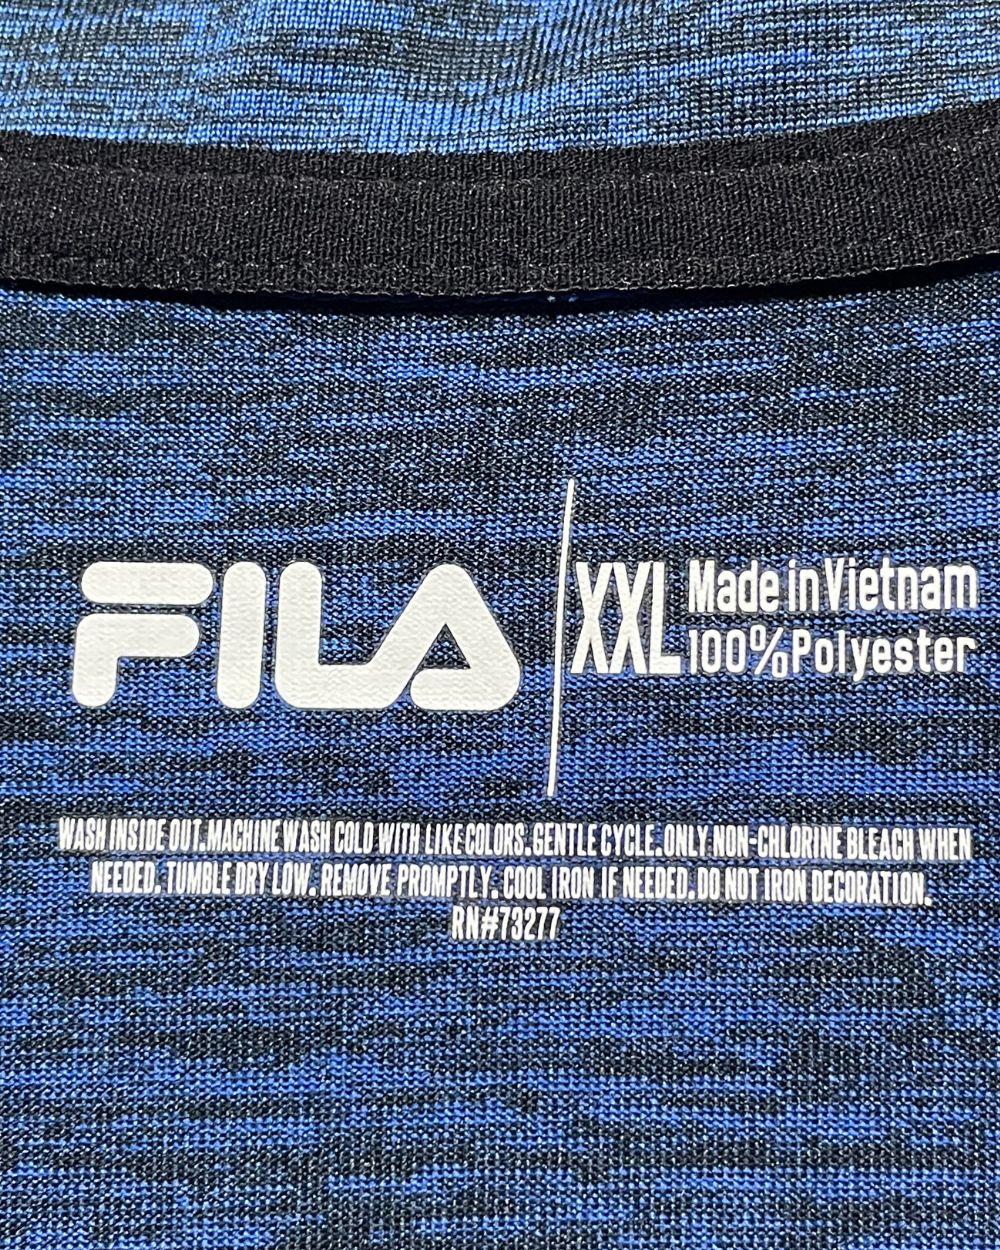 FILA
XXL
Made in Vietnam
100% Polyester
WASH INSIDE OUT. MACHINE WASH COLD WITH LIKE COLORS. GENTLE CYCLE. ONLY NON-CHLORINE BLEACH WHEN
NEEDED. TUMBLE DRY LOW. REMOVE PROMPTLY. COOL IRON IF NEEDED. DO NOT IRON DECORATION.
RN#73277